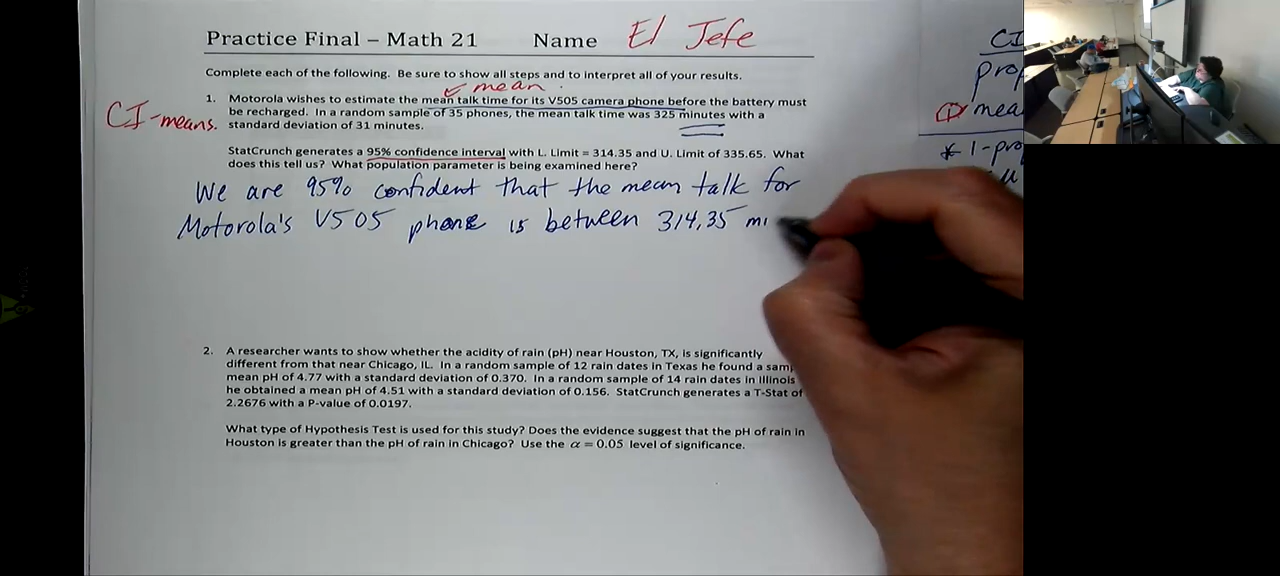 Practice Final – Math 21 Name El Jefe
Complete each of the following. Be sure to show all steps and to interpret all of your results.
mean
1. Motorola wishes to estimate the mean talk time for its V505 camera phone before the battery must
be recharged. In a random sample of 35 phones, the mean talk time was 325 minutes with a
standard deviation of 31 minutes.
CI-means.
StatCrunch generates a 95% confidence interval with L. Limit = 314.35 and U. Limit of 335.65. What
does this tell us? What population parameter is being examined here?
We are 95% confident that the mean talk for
Motorola's V505 phone is between 314.35 mi
2. A researcher wants to show whether the acidity of rain (pH) near Houston, TX, is significantly
different from that near Chicago, IL. In a random sample of 12 rain dates in Texas he found a sam
mean pH of 4.77 with a standard deviation of 0.370. In a random sample of 14 rain dates in Illinois
he obtained a mean pH of 4.51 with a standard deviation of 0.156. StatCrunch generates a T-Stat of
2.2676 with a P-value of 0.0197.
What type of Hypothesis Test is used for this study? Does the evidence suggest that the pH of rain in
Houston is greater than the pH of rain in Chicago? Use the α = 0.05 level of significance.
CI
prop
mea
* 1-pro